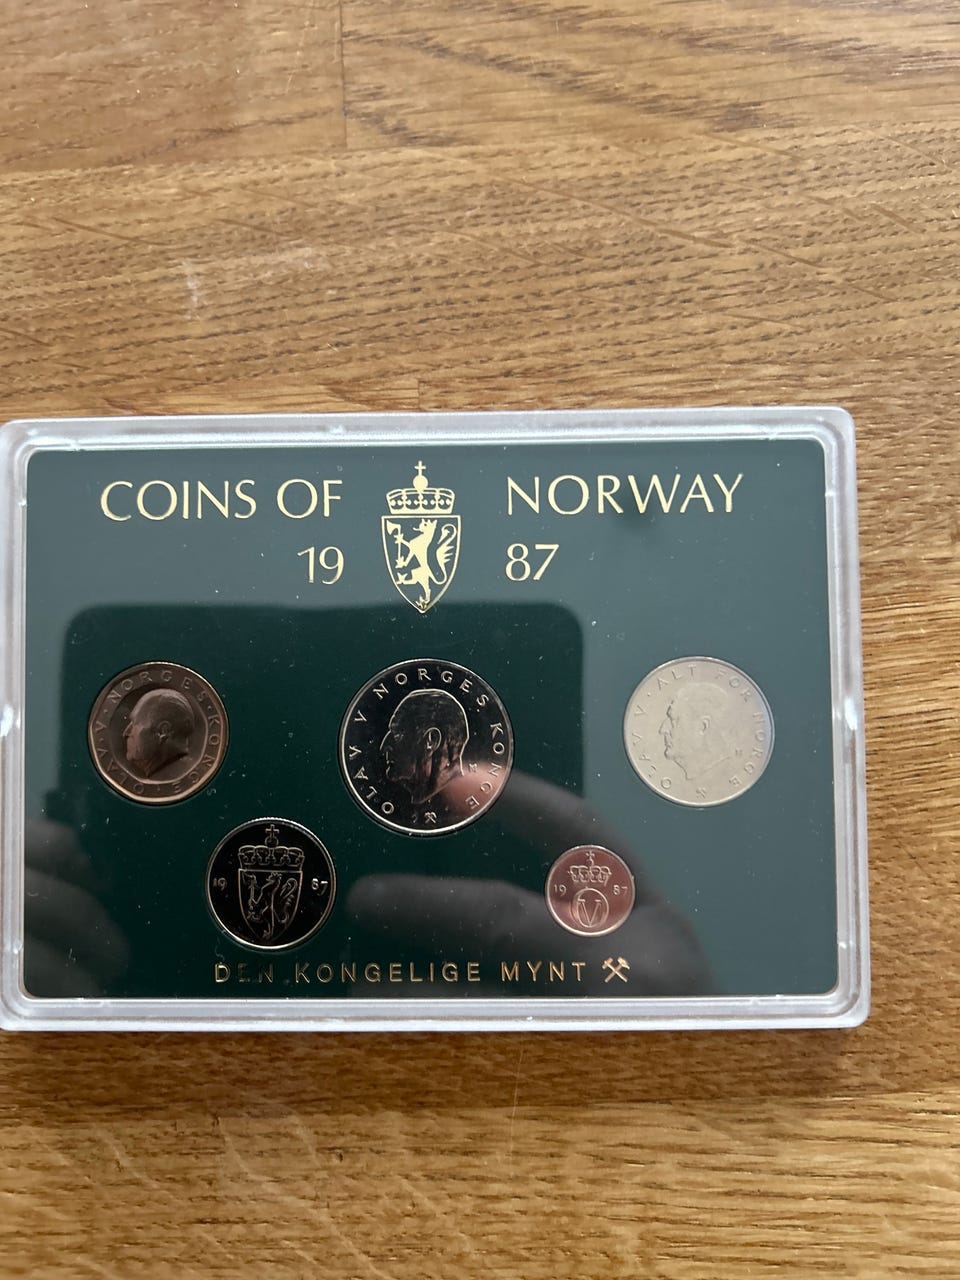 COINS OF NORWAY
19 87
OLAV V · NORGES · KONGE
OLAV V NORGES KONGE
OLAV V · ALT FOR NORGE
19 87
19 87
V
DEN KONGELIGE MYNT